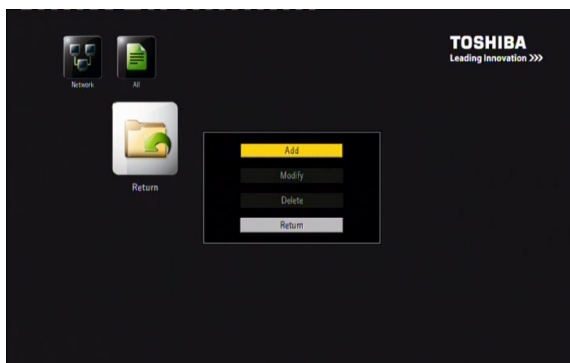 TOSHIBA
Leading Innovation >>>
Network
All
Return
Add
Modify
Delete
Return